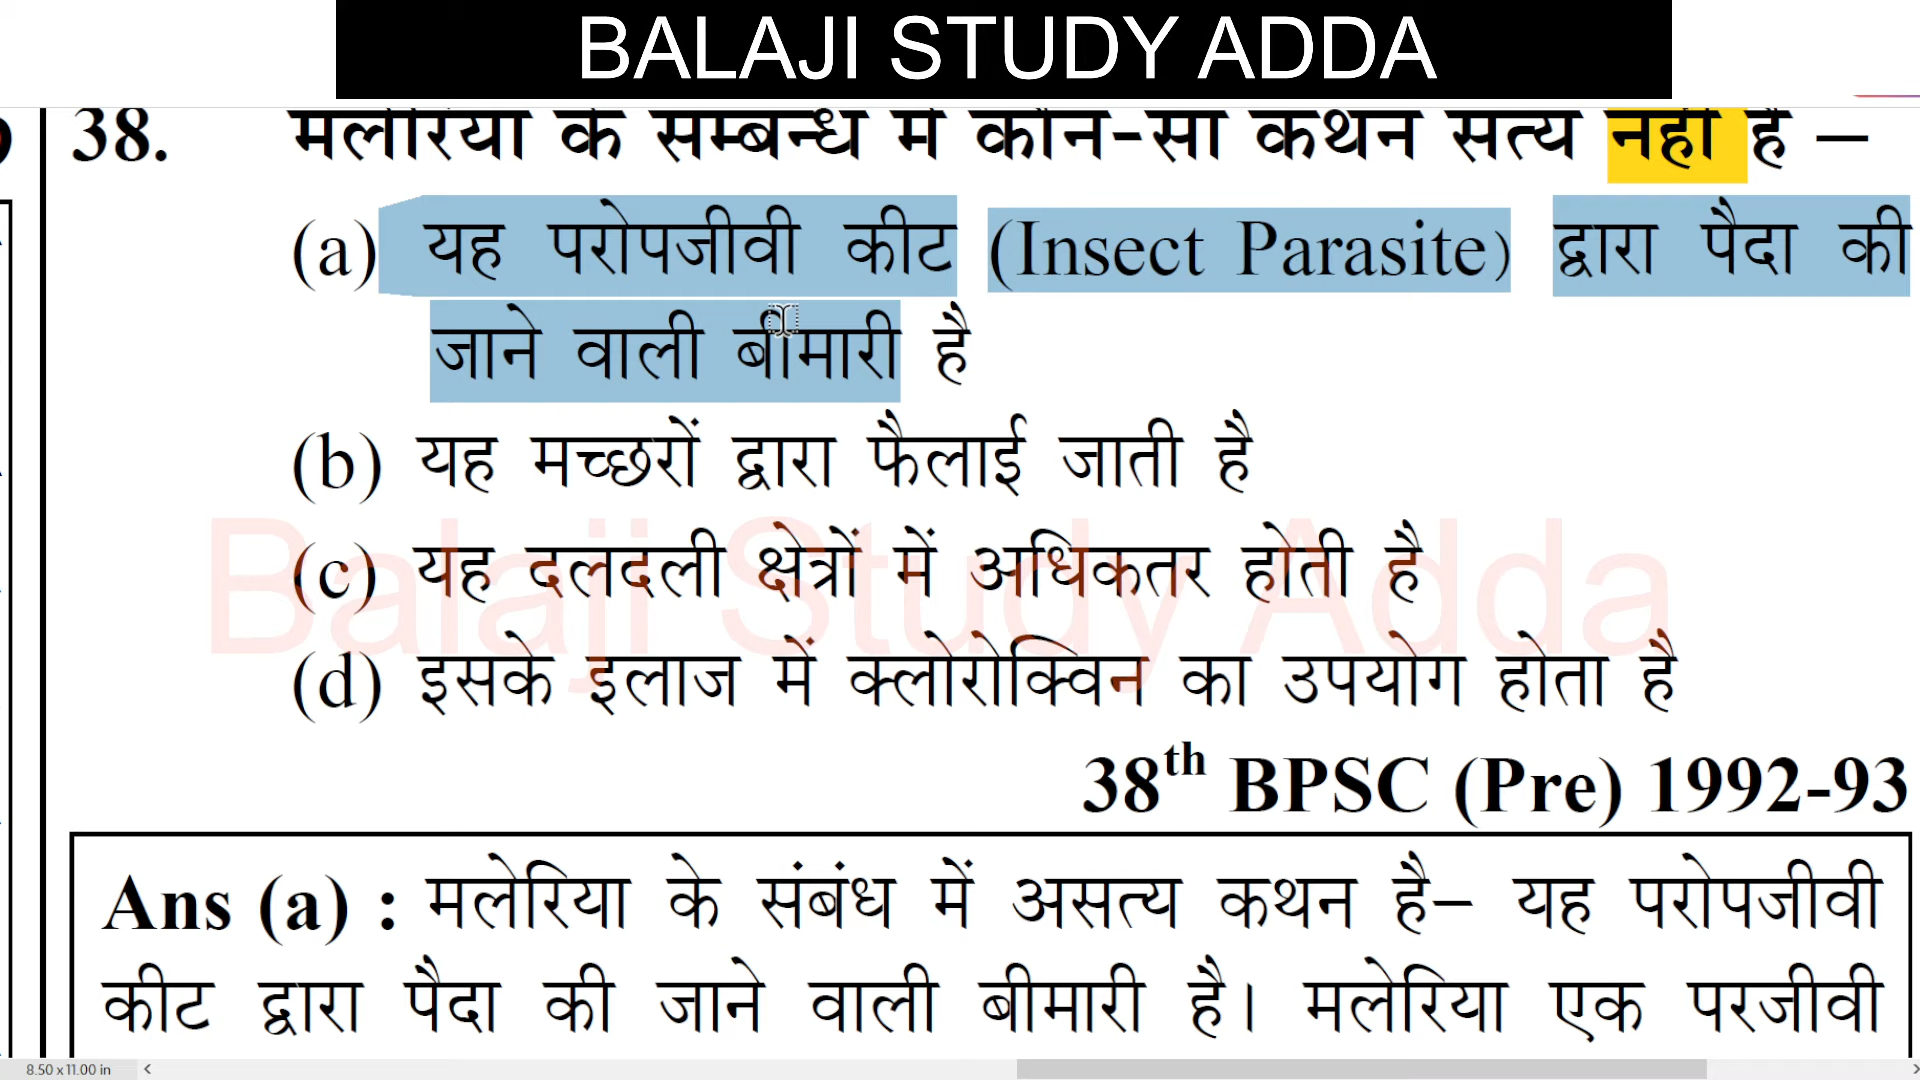 BALAJI STUDY ADDA
38. मलेरिया के सम्बन्ध में कौन-सा कथन सत्य नहीं है –
(a) यह परोपजीवी कीट (Insect Parasite) द्वारा पैदा की
जाने वाली बीमारी है
(b) यह मच्छरों द्वारा फैलाई जाती है
(c) यह दलदली क्षेत्रों में अधिकतर होती है
Balaji Study Adda
(d) इसके इलाज में क्लोरोक्विन का उपयोग होता है
38th BPSC (Pre) 1992-93
Ans (a) : मलेरिया के संबंध में असत्य कथन है– यह परोपजीवी
कीट द्वारा पैदा की जाने वाली बीमारी है। मलेरिया एक परजीवी
8.50 x 11.00 in